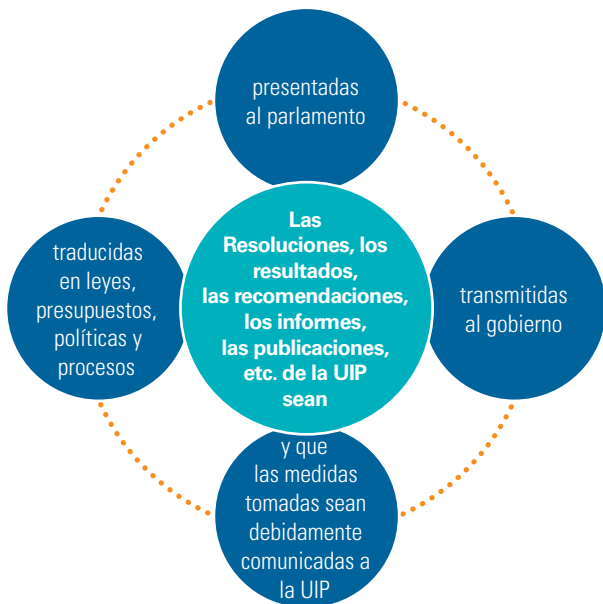 presentadas
al parlamento
Las
Resoluciones, los
resultados,
las recomendaciones,
los informes,
las publicaciones,
etc. de la UIP
sean
traducidas
en leyes,
presupuestos,
políticas y
procesos
transmitidas
al gobierno
y que
las medidas
tomadas sean
debidamente
comunicadas a
la UIP